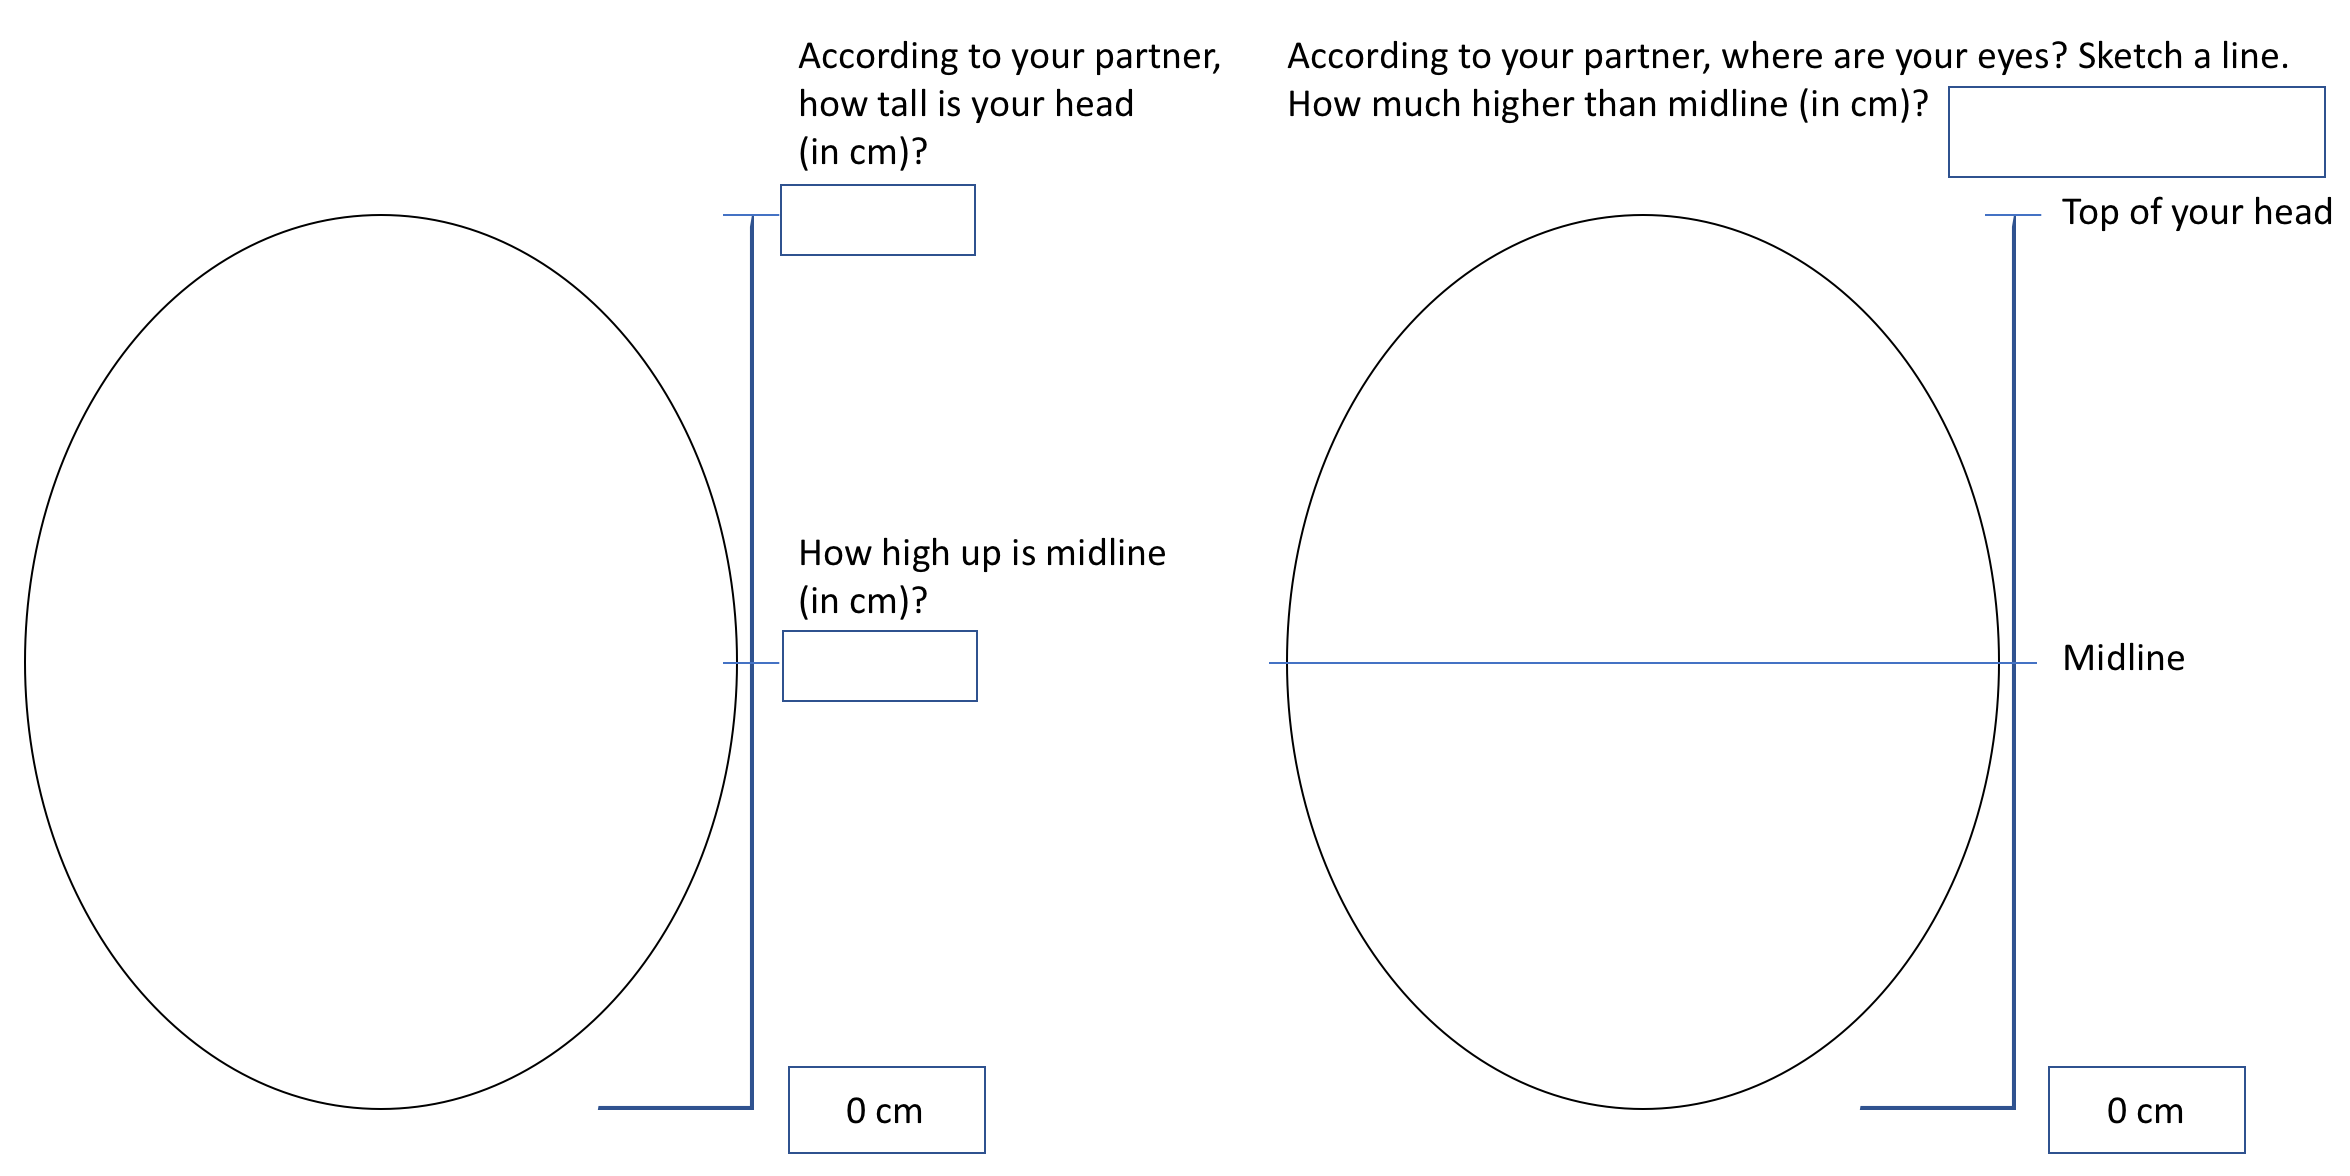 According to your partner,
how tall is your head
(in cm)?
How high up is midline
(in cm)?
0 cm
According to your partner, where are your eyes? Sketch a line.
How much higher than midline (in cm)?
Top of your head
Midline
0 cm